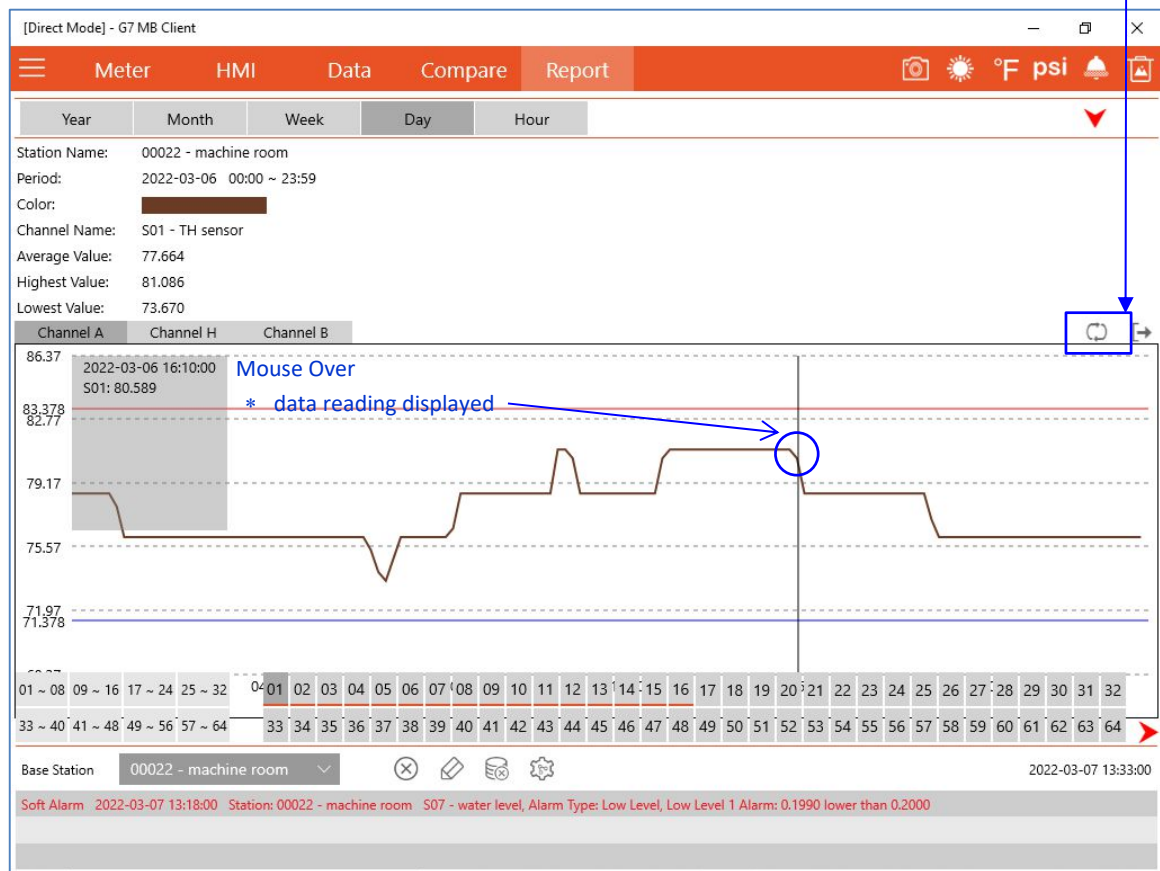 [Direct Mode] - G7 MB Client
Meter HMI Data Compare Report °F psi
Year Month Week Day Hour
Station Name: 00022 - machine room
Period: 2022-03-06 00:00 ~ 23:59
Color:
Channel Name: S01 - TH sensor
Average Value: 77.664
Highest Value: 81.086
Lowest Value: 73.670
Channel A Channel H Channel B
86.37
2022-03-06 16:10:00
S01: 80.589
Mouse Over
* data reading displayed
83.378
82.77
79.17
75.57
71.97
71.378
01 ~ 08 09 ~ 16 17 ~ 24 25 ~ 32 01 02 03 04 05 06 07 08 09 10 11 12 13 14 15 16 17 18 19 20 21 22 23 24 25 26 27 28 29 30 31 32
33 ~ 40 41 ~ 48 49 ~ 56 57 ~ 64 33 34 35 36 37 38 39 40 41 42 43 44 45 46 47 48 49 50 51 52 53 54 55 56 57 58 59 60 61 62 63 64
Base Station 00022 - machine room 2022-03-07 13:33:00
Soft Alarm 2022-03-07 13:18:00 Station: 00022 - machine room S07 - water level, Alarm Type: Low Level, Low Level 1 Alarm: 0.1990 lower than 0.2000